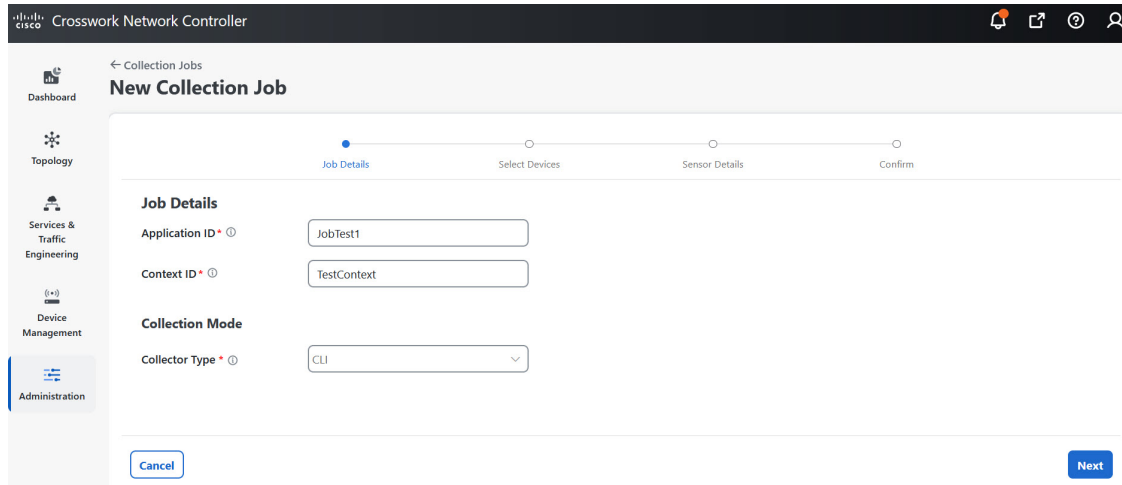 cisco Crosswork Network Controller
← Collection Jobs
New Collection Job
Dashboard
Topology
Services &
Traffic
Engineering
Device
Management
Administration
Job Details
Select Devices
Sensor Details
Confirm
Job Details
Application ID* JobTest1
Context ID* TestContext
Collection Mode
Collector Type * CLI
Cancel
Next